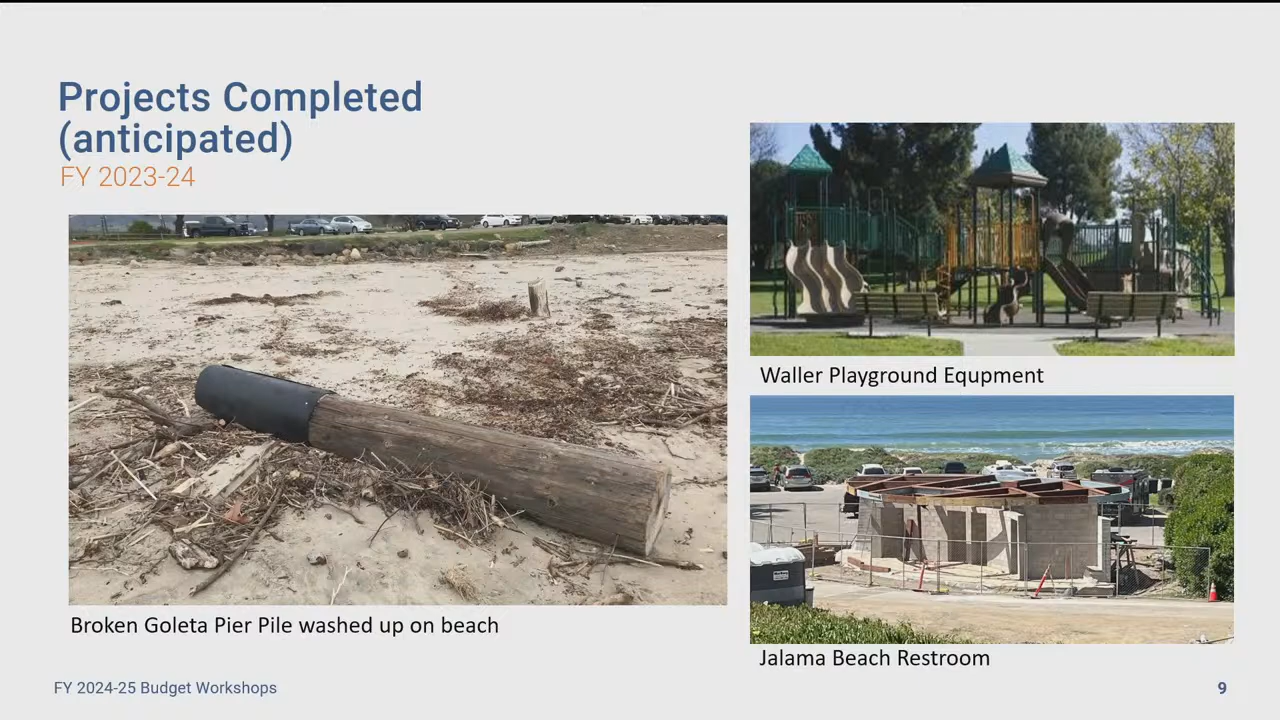 Projects Completed
(anticipated)
FY 2023-24
Waller Playground Equpment
Broken Goleta Pier Pile washed up on beach
Jalama Beach Restroom
FY 2024-25 Budget Workshops
9